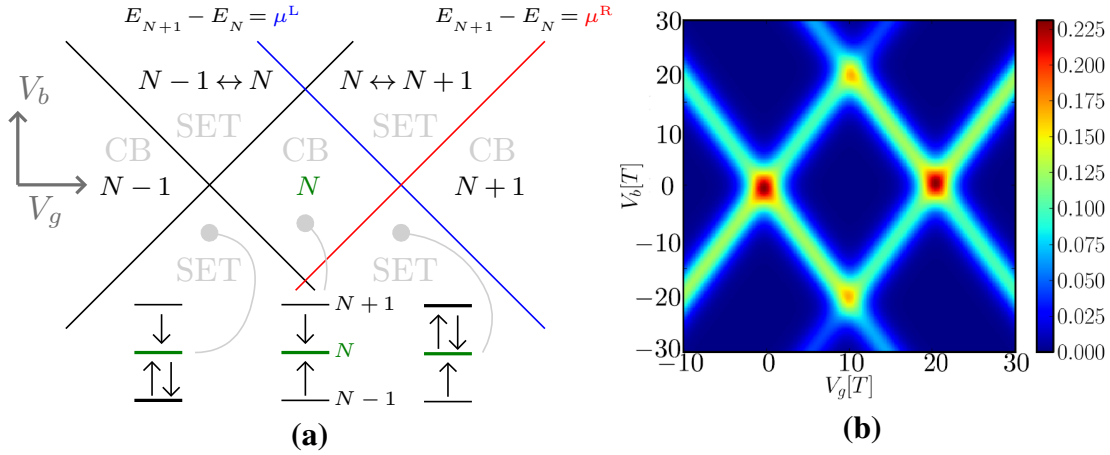 E_{N+1} − E_N = μ^L
E_{N+1} − E_N = μ^R
N − 1 ↔ N
N ↔ N + 1
V_b
SET
SET
CB
CB
CB
N − 1
N
N + 1
V_g
SET
SET
N + 1
N
N − 1
(a)
30
20
10
0
−10
−20
−30
V_b[T]
−10
0
10
20
30
V_g[T]
0.225
0.200
0.175
0.150
0.125
0.100
0.075
0.050
0.025
0.000
(b)